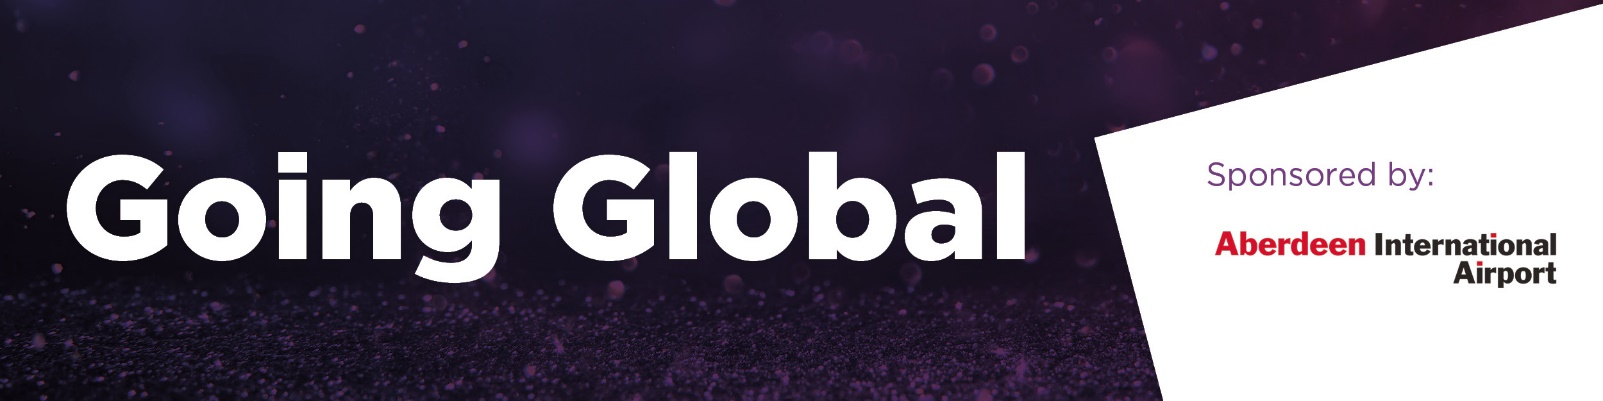 Going Global
Sponsored by:
Aberdeen International
Airport